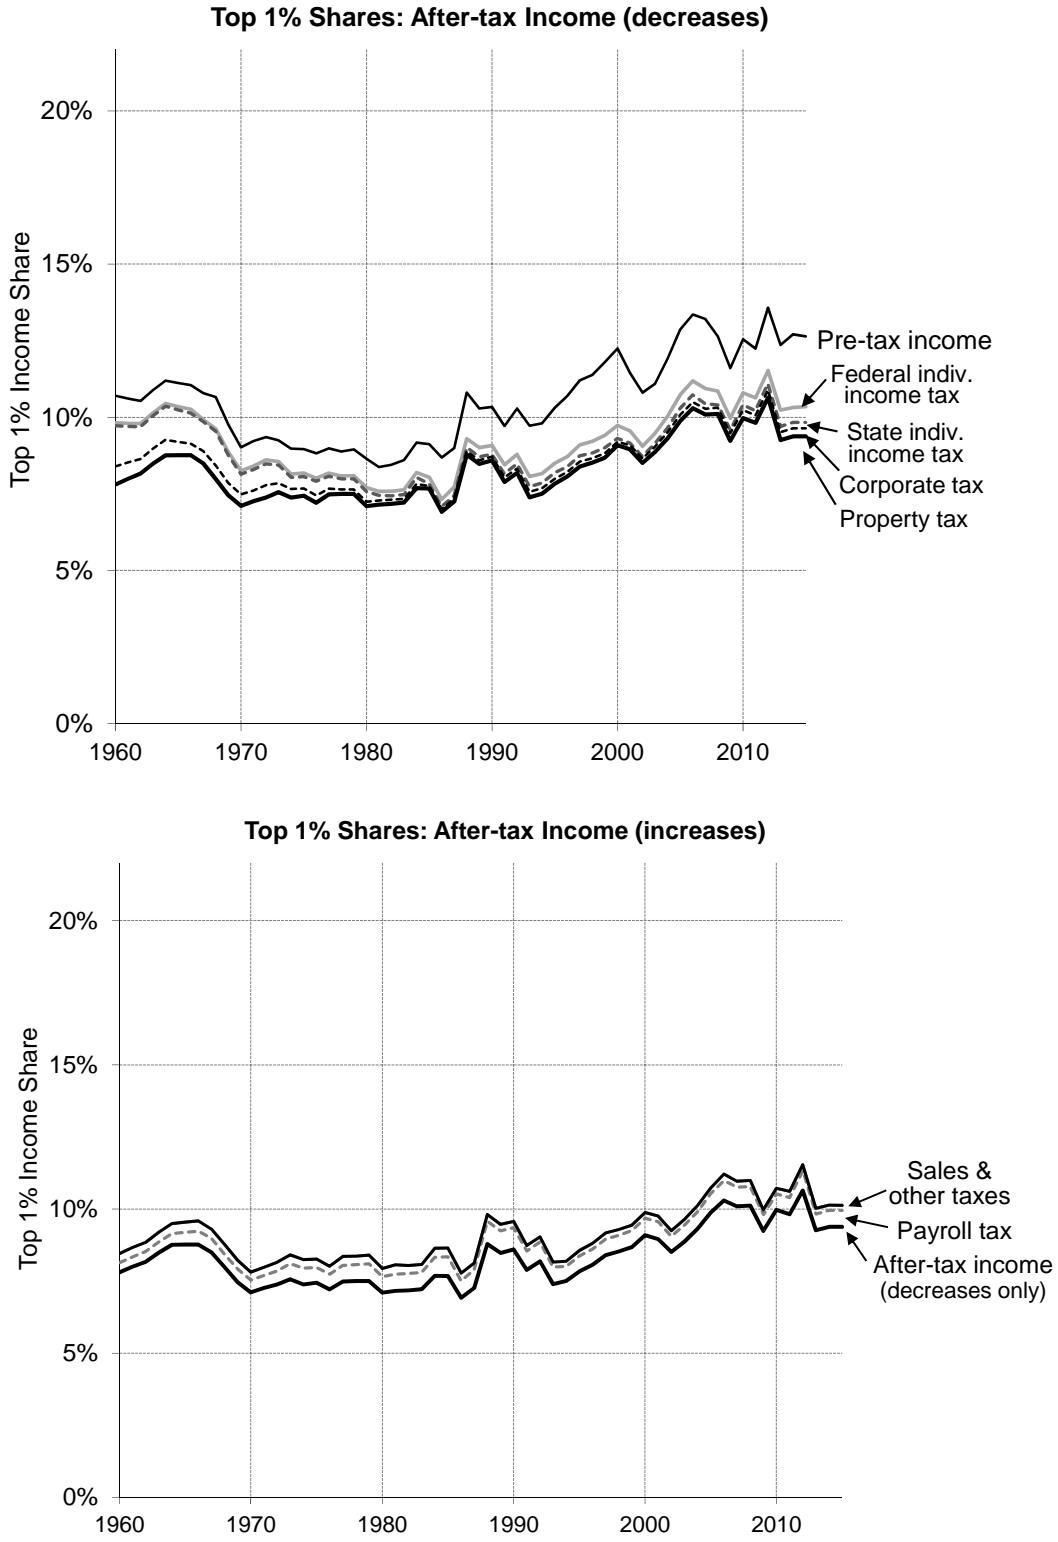 Top 1% Shares: After-tax Income (decreases)
20%
15%
10%
5%
0%
Top 1% Income Share
1960 1970 1980 1990 2000 2010
Pre-tax income
Federal indiv.
income tax
State indiv.
income tax
Corporate tax
Property tax
Top 1% Shares: After-tax Income (increases)
20%
15%
10%
5%
0%
Top 1% Income Share
1960 1970 1980 1990 2000 2010
Sales &
other taxes
Payroll tax
After-tax income
(decreases only)